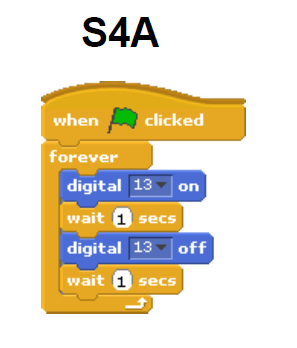 S4A
when clicked
forever
digital 13 on
wait 1 secs
digital 13 off
wait 1 secs